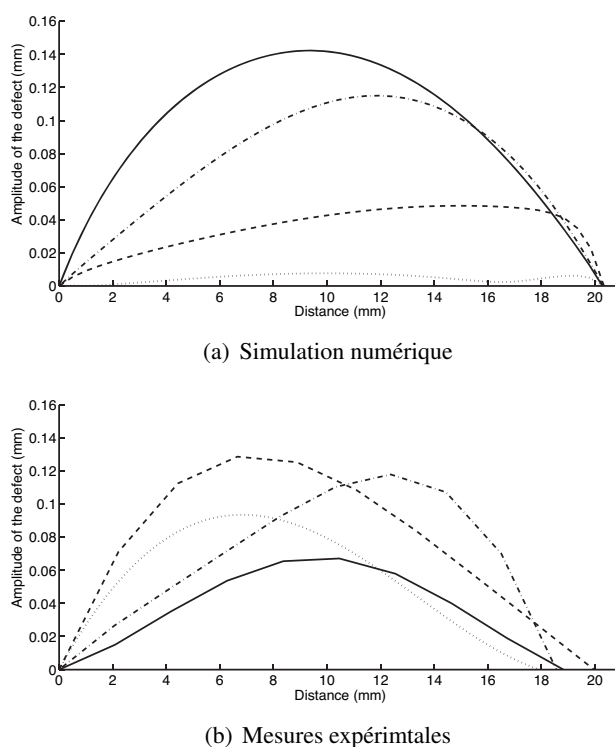 0.16
0.14
0.12
0.1
0.08
0.06
0.04
0.02
0
Amplitude of the defect (mm)
0 2 4 6 8 10 12 14 16 18 20
Distance (mm)
(a) Simulation numérique
0.16
0.14
0.12
0.1
0.08
0.06
0.04
0.02
0
Amplitude of the defect (mm)
0 2 4 6 8 10 12 14 16 18 20
Distance (mm)
(b) Mesures expérimtales